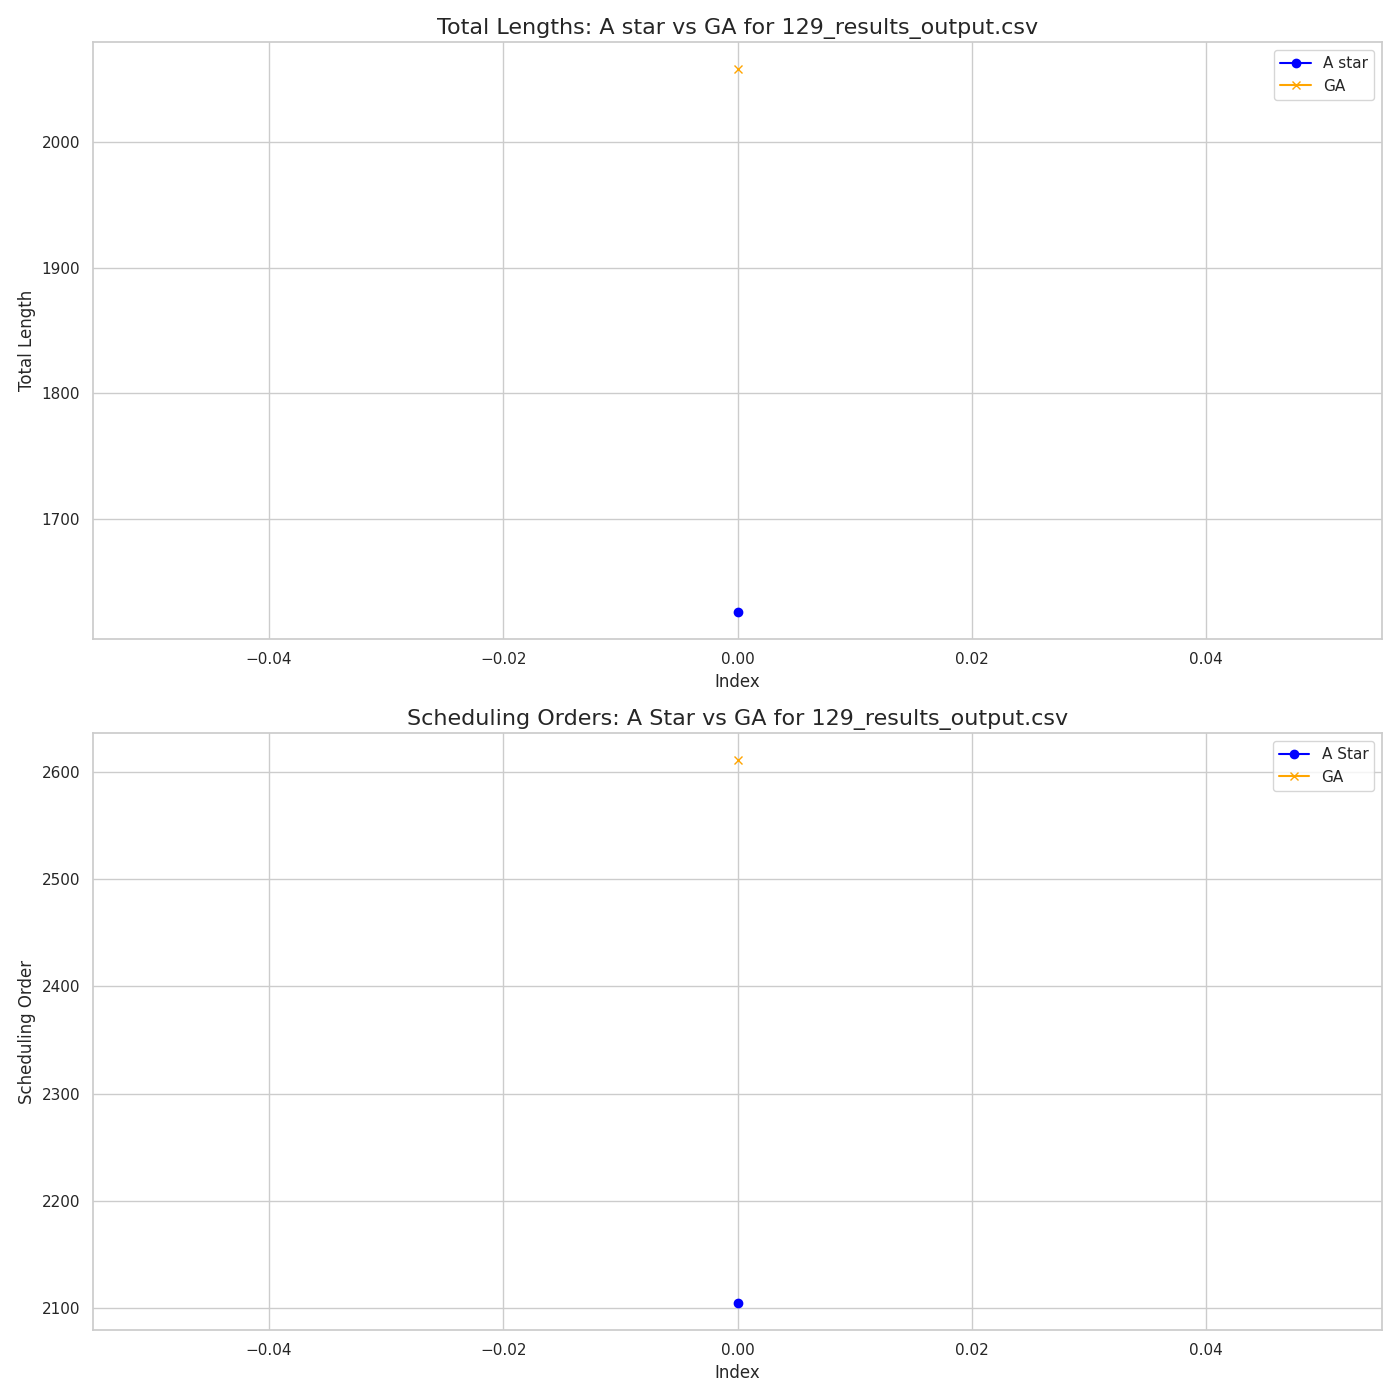 Total Lengths: A star vs GA for 129_results_output.csv
A star
GA
2000
1900
1800
1700
Total Length
−0.04 −0.02 0.00 0.02 0.04
Index
Scheduling Orders: A Star vs GA for 129_results_output.csv
A Star
GA
2600
2500
2400
2300
2200
2100
Scheduling Order
−0.04 −0.02 0.00 0.02 0.04
Index